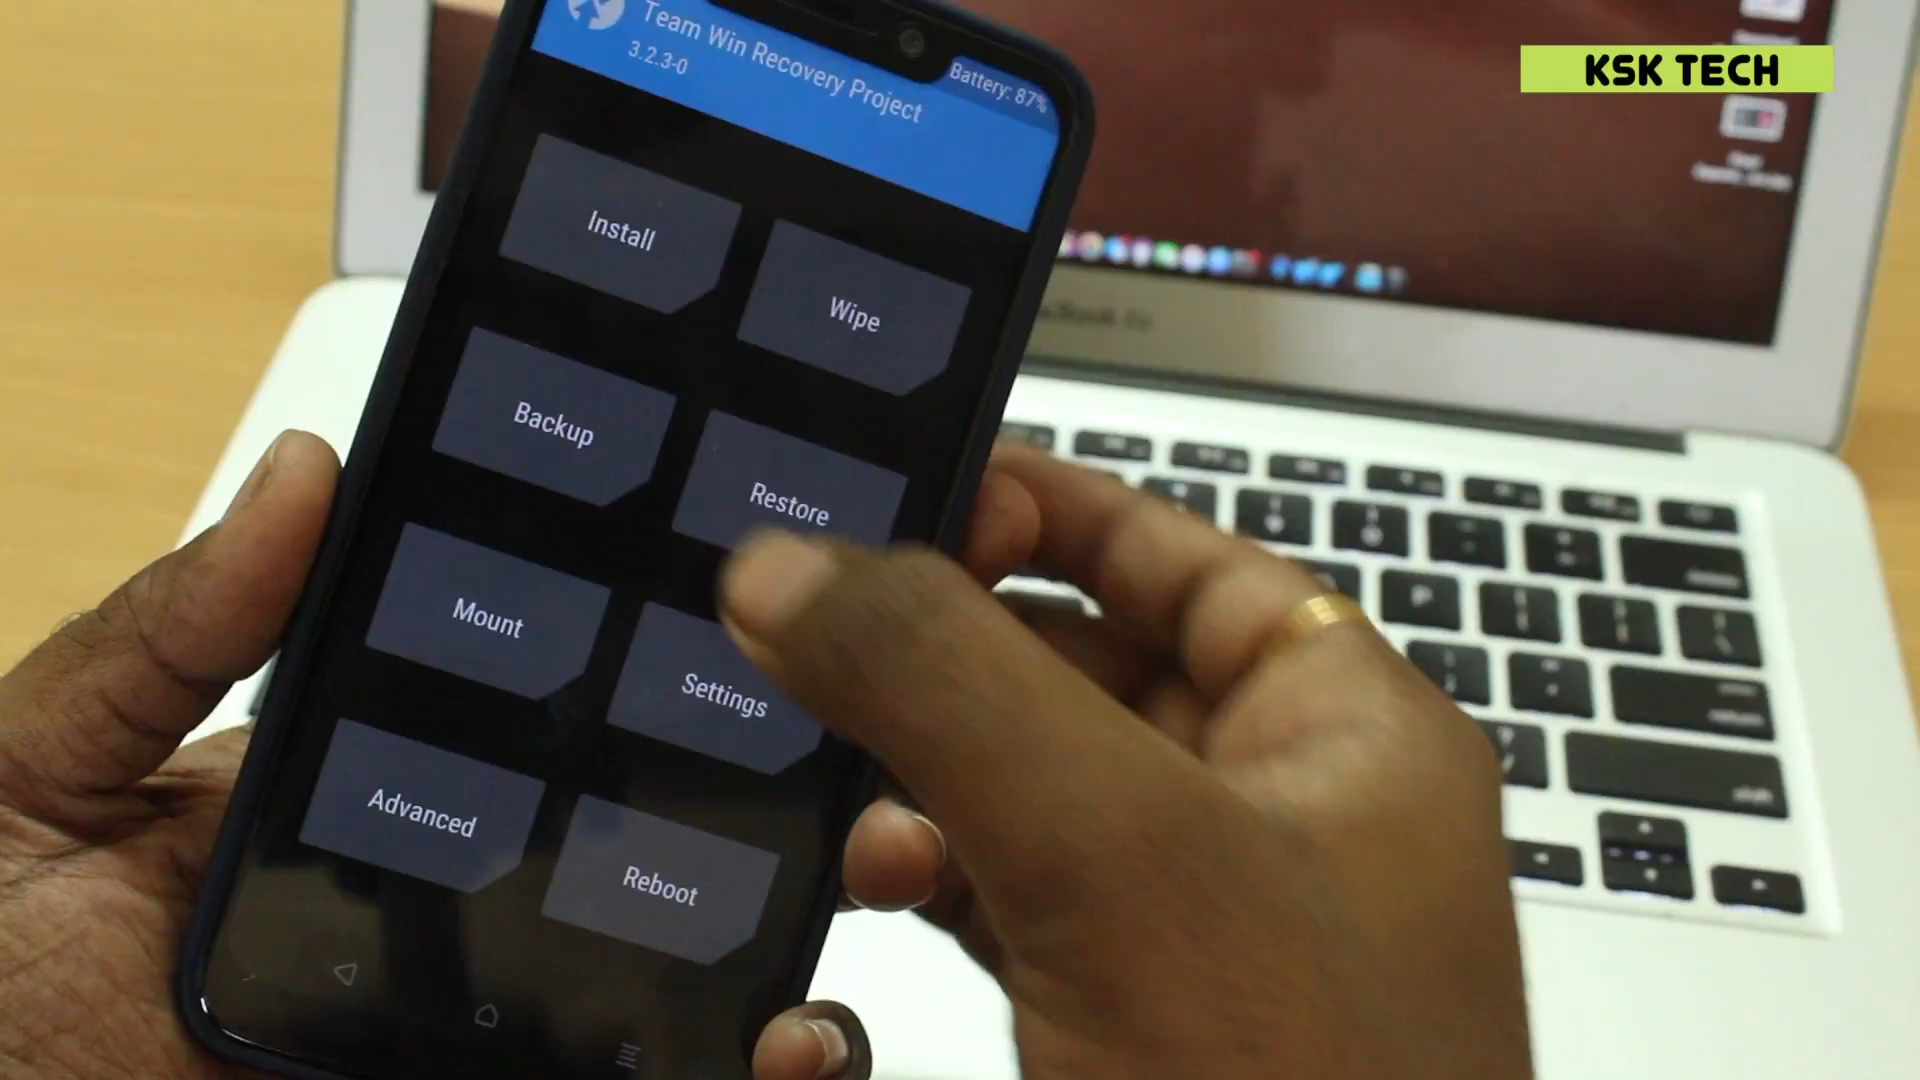 Team Win Recovery Project
3.2.3-0
Battery: 87%
KSK TECH
Install
Wipe
Backup
Restore
Mount
Settings
Advanced
Reboot